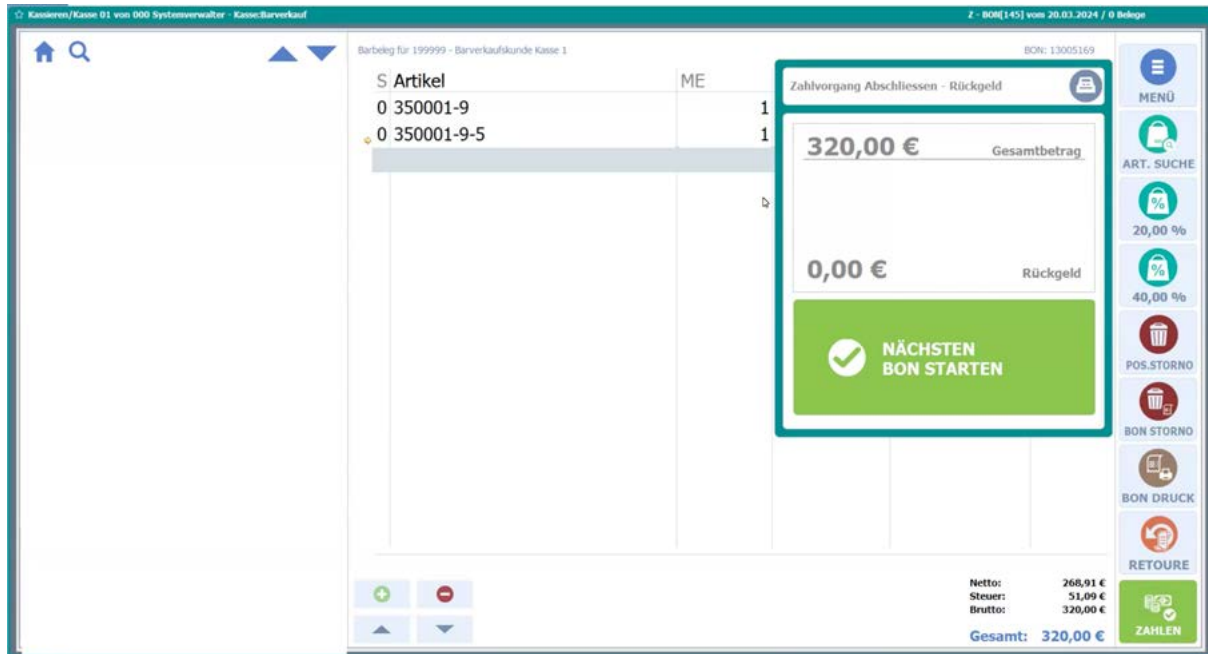 Kassieren/Kasse 01 von 000 Systemverwalter - Kasse:Barverkauf
Z - BON[145] vom 20.03.2024 / 0 Belege
Barbeleg für 199999 - Barverkaufskunde Kasse 1
BON: 13005169
S Artikel ME
0 350001-9 1
0 350001-9-5 1
Zahlvorgang Abschliessen - Rückgeld
320,00 € Gesamtbetrag
0,00 € Rückgeld
NÄCHSTEN
BON STARTEN
MENÜ
ART. SUCHE
%
20,00 %
%
40,00 %
POS.STORNO
BON STORNO
BON DRUCK
RETOURE
ZAHLEN
Netto: 268,91 €
Steuer: 51,09 €
Brutto: 320,00 €
Gesamt: 320,00 €